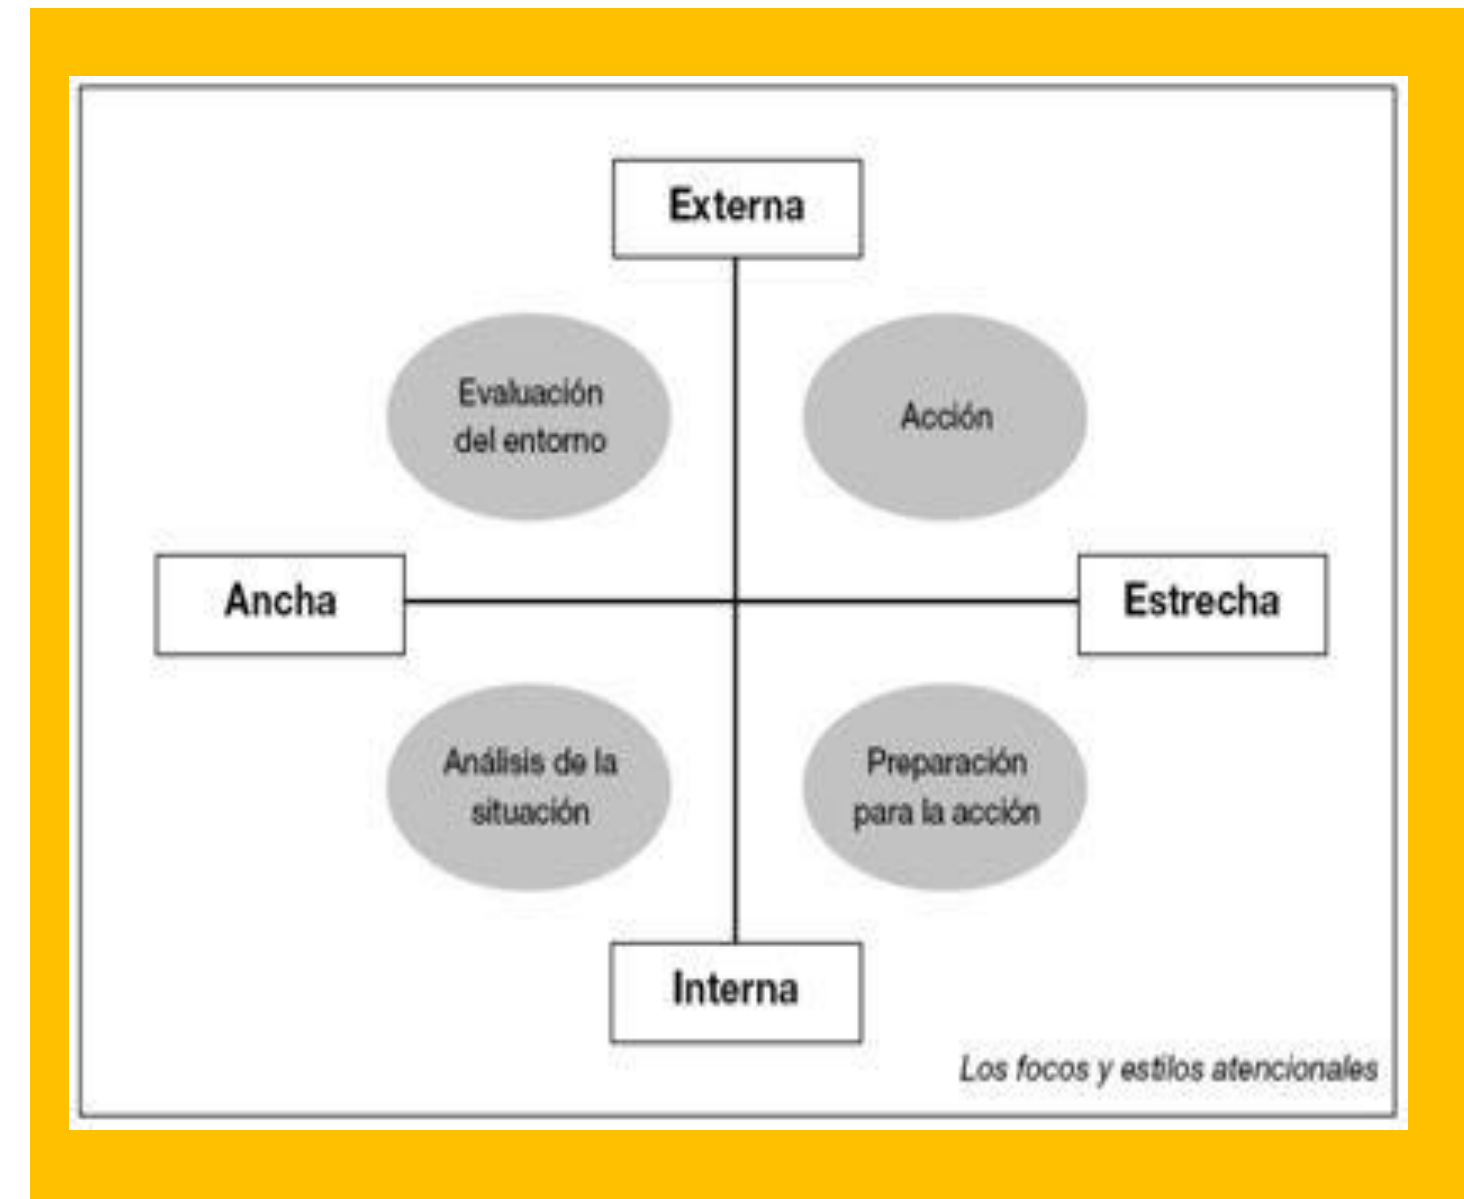 Externa
Evaluación
del entorno
Acción
Ancha
Estrecha
Análisis de la
situación
Preparación
para la acción
Interna
Los focos y estilos atencionales